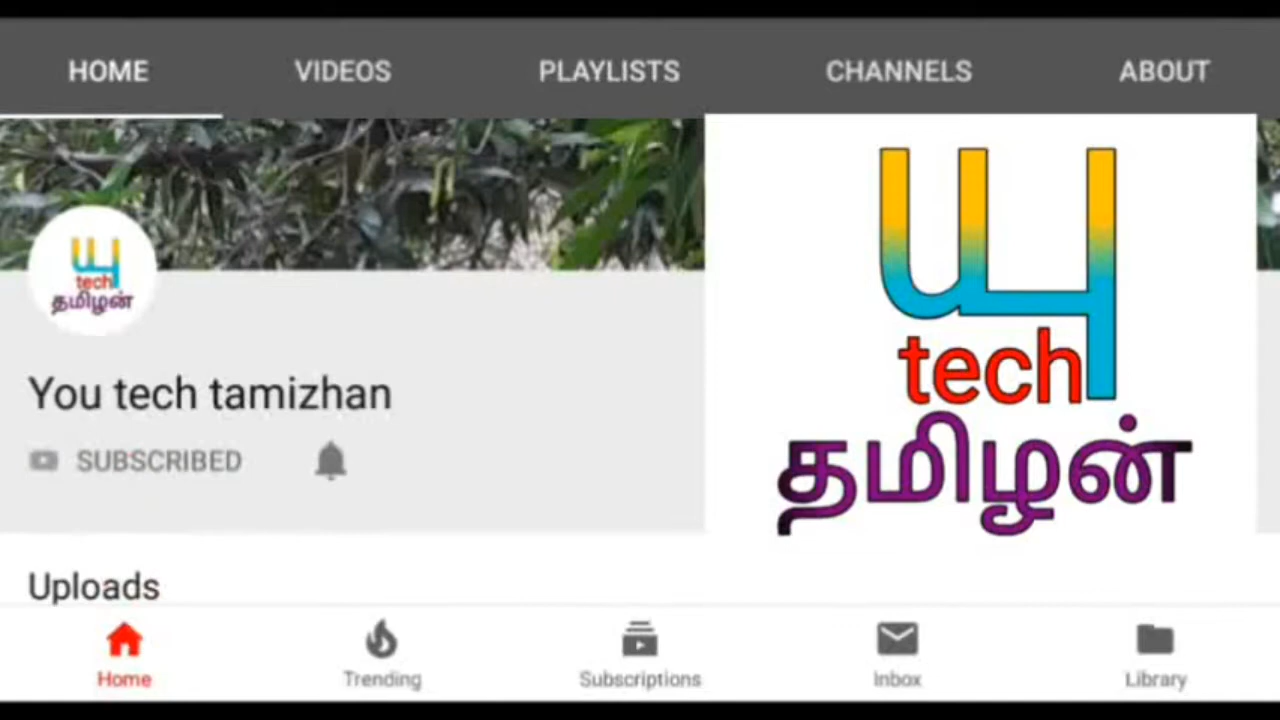 HOME VIDEOS PLAYLISTS CHANNELS ABOUT
யு
tech
தமிழன்
You tech tamizhan
SUBSCRIBED
யு
tech
தமிழன்
Uploads
Home Trending Subscriptions Inbox Library